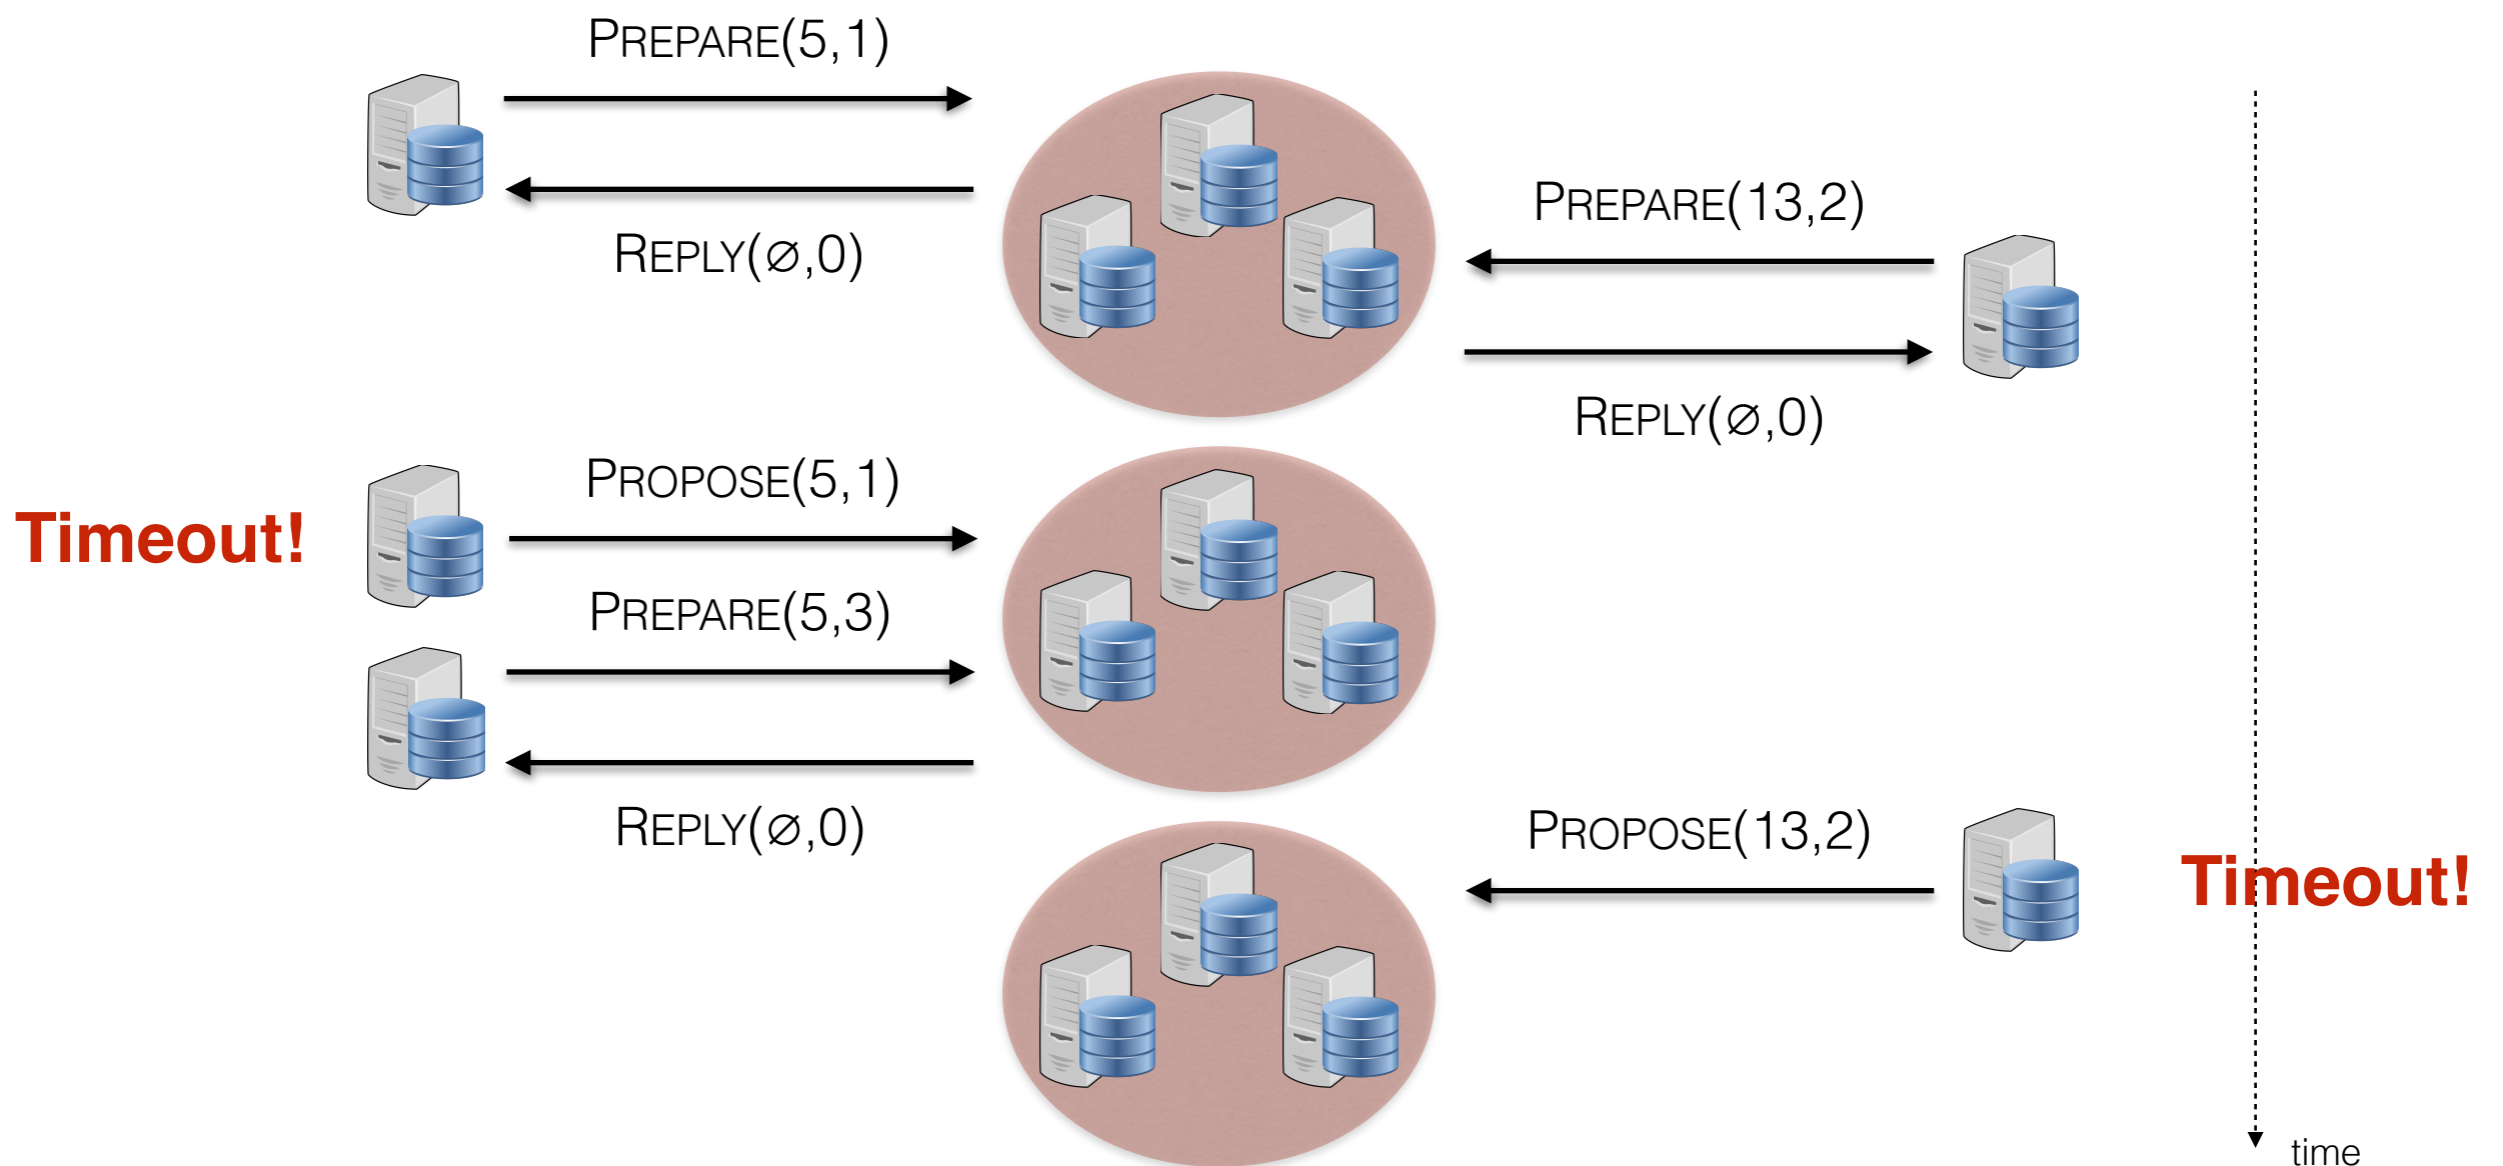 PREPARE(5,1)
REPLY(∅,0)
PREPARE(13,2)
REPLY(∅,0)
PROPOSE(5,1)
Timeout!
PREPARE(5,3)
REPLY(∅,0)
PROPOSE(13,2)
Timeout!
time